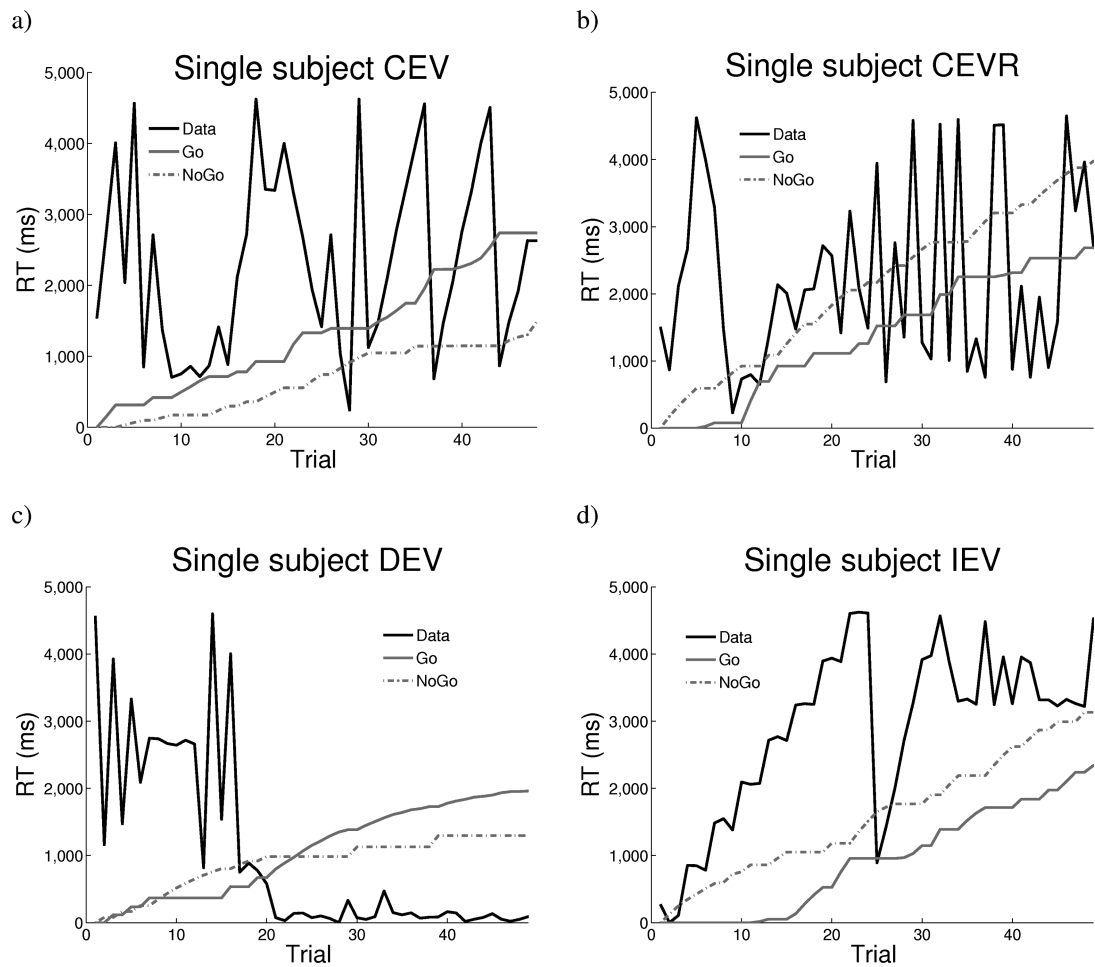 a)
Single subject CEV
5,000
4,000
3,000
2,000
1,000
0
RT (ms)
Data
Go
NoGo
0 10 20 30 40
Trial
b)
Single subject CEVR
5,000
4,000
3,000
2,000
1,000
0
RT (ms)
Data
Go
NoGo
0 10 20 30 40
Trial
c)
Single subject DEV
5,000
4,000
3,000
2,000
1,000
0
RT (ms)
Data
Go
NoGo
0 10 20 30 40
Trial
d)
Single subject IEV
5,000
4,000
3,000
2,000
1,000
0
RT (ms)
Data
Go
NoGo
0 10 20 30 40
Trial